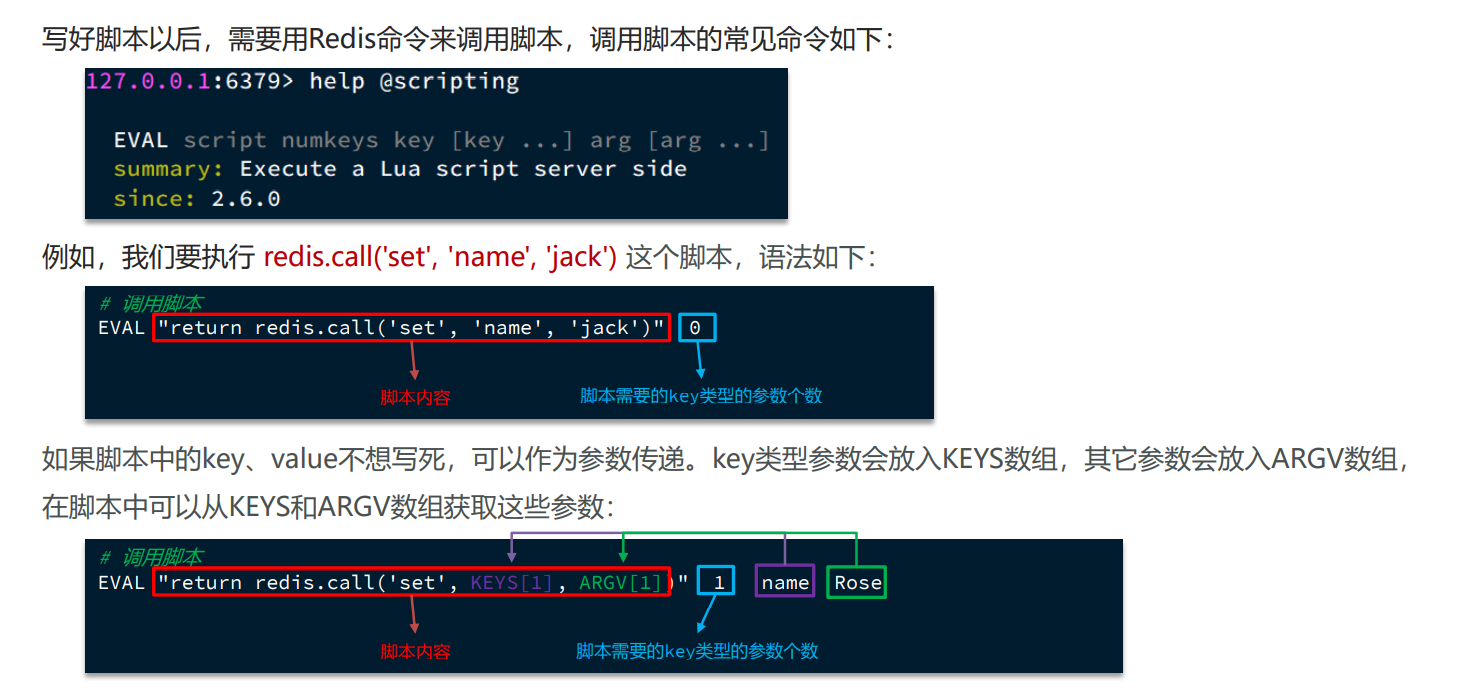 写好脚本以后，需要用Redis命令来调用脚本，调用脚本的常见命令如下：
127.0.0.1:6379> help @scripting
EVAL script numkeys key [key ...] arg [arg ...]
summary: Execute a Lua script server side
since: 2.6.0
例如，我们要执行 redis.call('set', 'name', 'jack') 这个脚本，语法如下：
# 调用脚本
EVAL "return redis.call('set', 'name', 'jack')" 0
脚本内容 脚本需要的key类型的参数个数
如果脚本中的key、value不想写死，可以作为参数传递。key类型参数会放入KEYS数组，其它参数会放入ARGV数组，
在脚本中可以从KEYS和ARGV数组获取这些参数：
# 调用脚本
EVAL "return redis.call('set', KEYS[1], ARGV[1])" 1 name Rose
脚本内容 脚本需要的key类型的参数个数